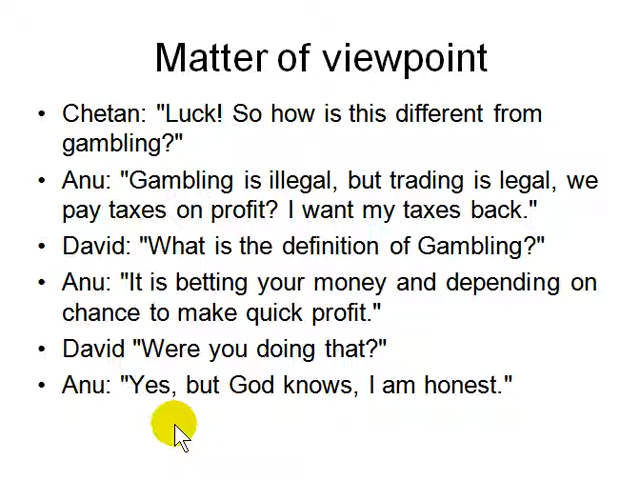 Matter of viewpoint
• Chetan: "Luck! So how is this different from
gambling?"
• Anu: "Gambling is illegal, but trading is legal, we
pay taxes on profit? I want my taxes back."
• David: "What is the definition of Gambling?"
• Anu: "It is betting your money and depending on
chance to make quick profit."
• David "Were you doing that?"
• Anu: "Yes, but God knows, I am honest."